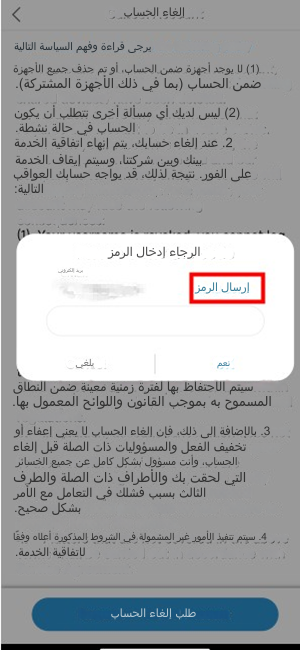 إلغاء الحساب
يرجى قراءة وفهم السياسة التالية
(1) لا يوجد أجهزة ضمن الحساب، أو تم حذف جميع الأجهزة
ضمن الحساب (بما في ذلك الأجهزة المشتركة).
(2) ليس لديك أي مسألة أخرى تتطلب أن يكون
الحساب في حالة نشطة.
2. عند إلغاء حسابك، يتم إنهاء اتفاقية الخدمة
بينك وبين شركتنا، وسيتم إيقاف الخدمة
على الفور. نتيجة لذلك، قد يواجه حسابك العواقب
التالية:
الرجاء إدخال الرمز
بريد إلكتروني
إرسال الرمز
يلغي
نعم
سيتم الاحتفاظ بها لفترة زمنية معينة ضمن النطاق
المسموح به بموجب القانون واللوائح المعمول بها.
3. بالإضافة إلى ذلك، فإن إلغاء الحساب لا يعني إعفاء أو
تخفيف الفعل والمسؤوليات ذات الصلة قبل إلغاء
الحساب، وأنت مسؤول بشكل كامل عن جميع الخسائر
التي لحقت بك والأطراف ذات الصلة والطرف
الثالث بسبب فشلك في التعامل مع الأمر
بشكل صحيح.
4. سيتم تنفيذ الأمور غير المشمولة في الشروط المذكورة أعلاه وفقًا
لاتفاقية الخدمة.
طلب إلغاء الحساب